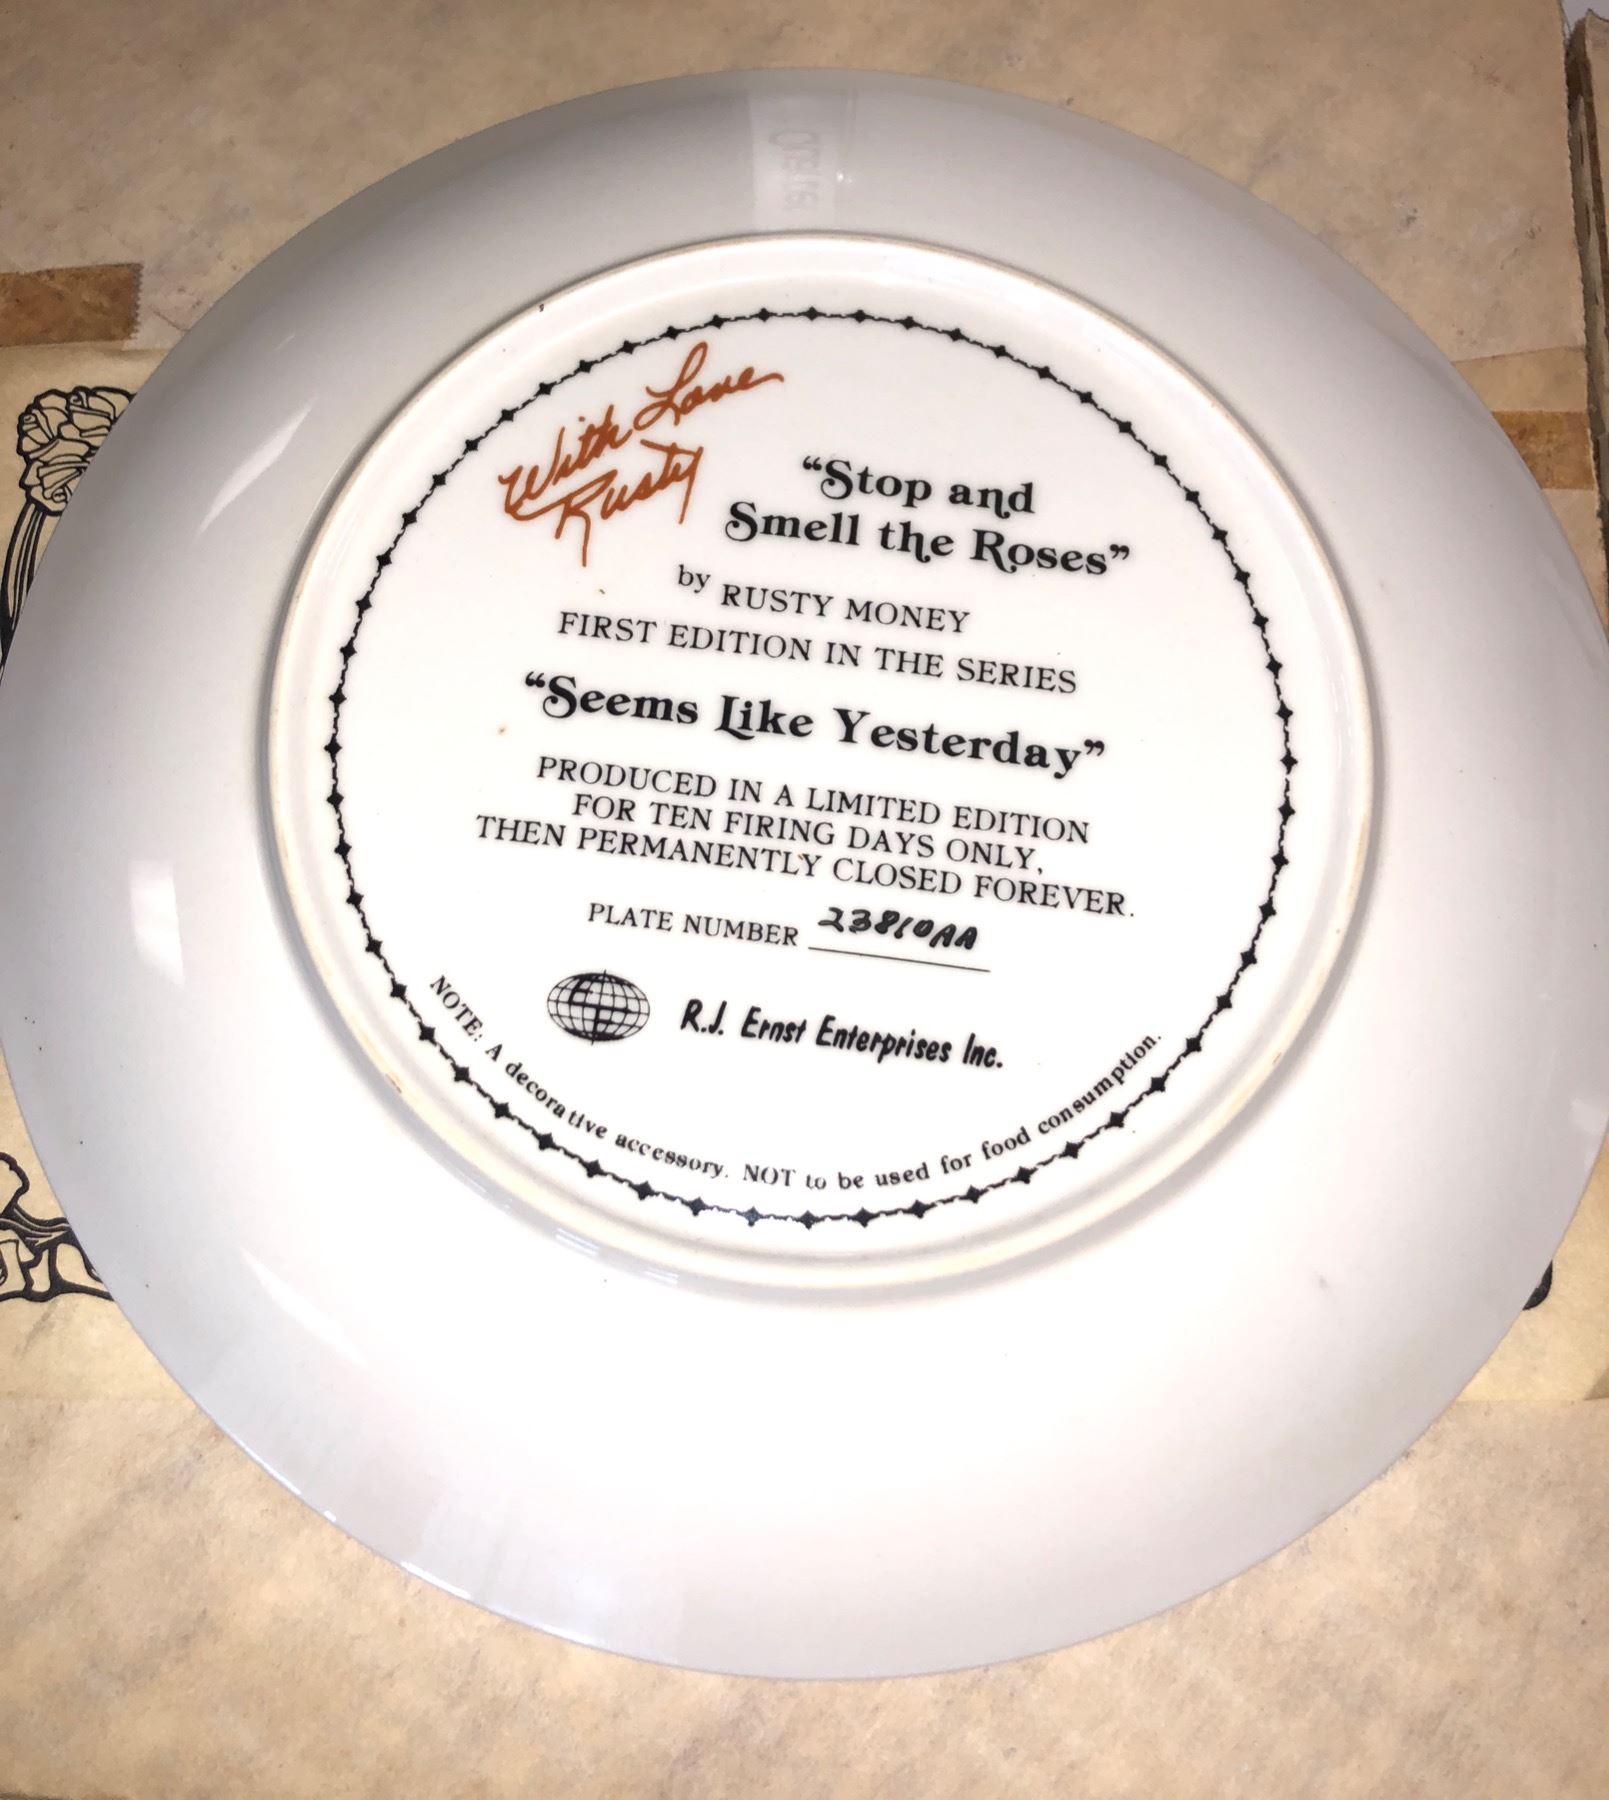 With Love
Rusty
“Stop and
Smell the Roses”
by RUSTY MONEY
FIRST EDITION IN THE SERIES
“Seems Like Yesterday”
PRODUCED IN A LIMITED EDITION
FOR TEN FIRING DAYS ONLY,
THEN PERMANENTLY CLOSED FOREVER.
PLATE NUMBER 23810AA
R.J. Ernst Enterprises Inc.
NOTE: A decorative accessory. NOT to be used for food consumption.